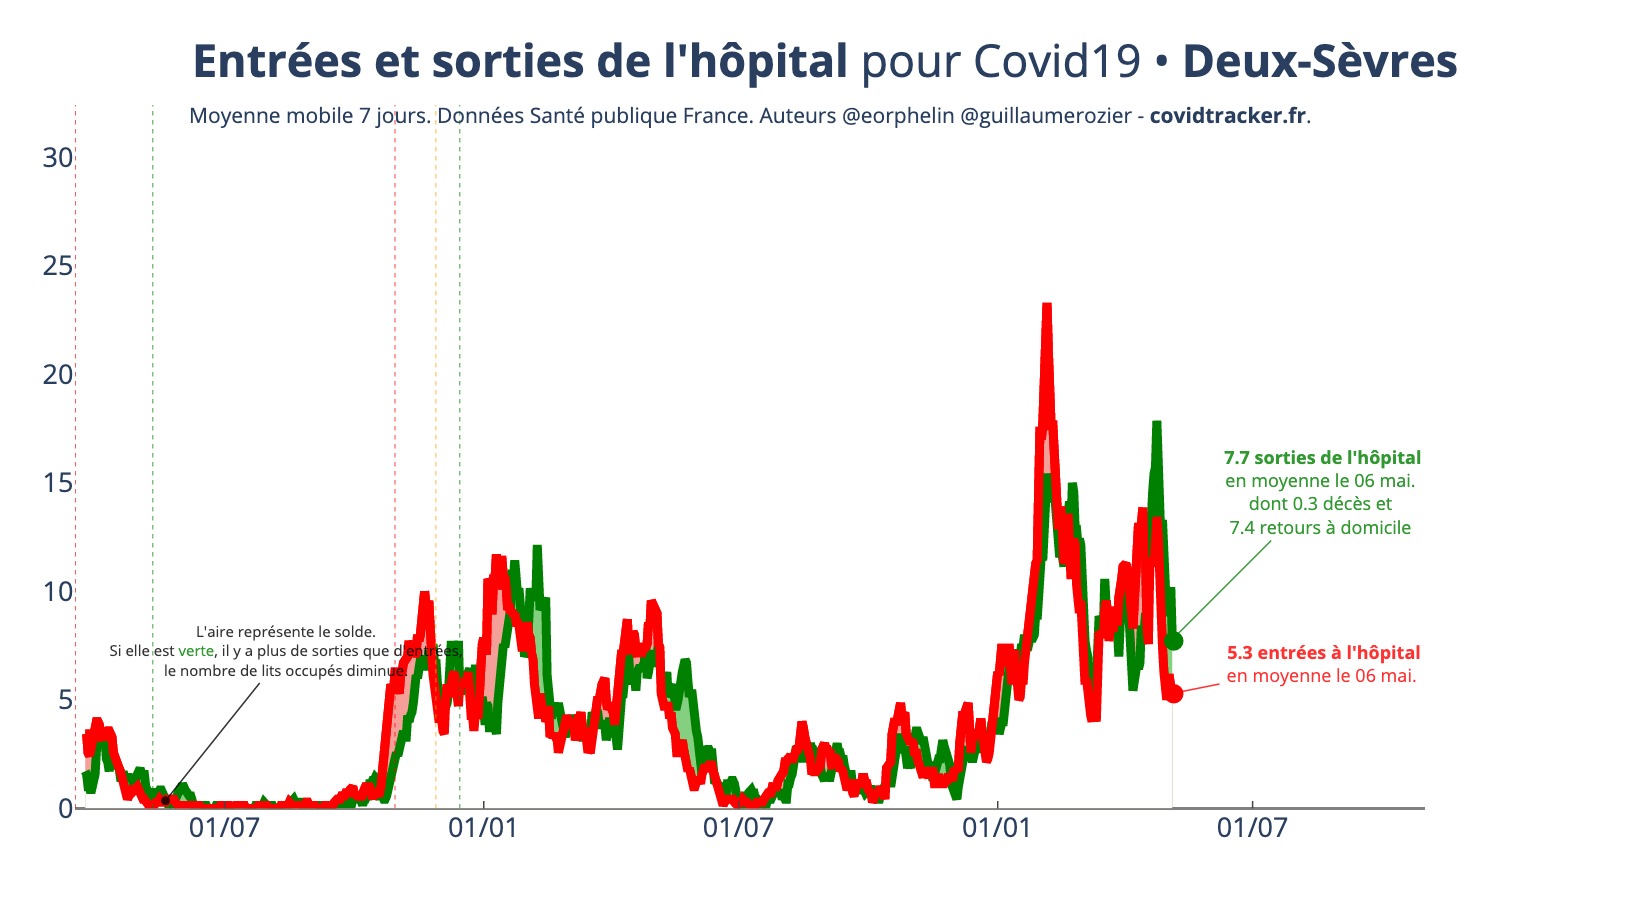 Entrées et sorties de l'hôpital pour Covid19 • Deux-Sèvres
Moyenne mobile 7 jours. Données Santé publique France. Auteurs @eorphelin @guillaumerozier - covidtracker.fr.
30
25
20
15
10
5
0
L'aire représente le solde.
Si elle est verte, il y a plus de sorties que d'entrées,
le nombre de lits occupés diminue.
7.7 sorties de l'hôpital
en moyenne le 06 mai.
dont 0.3 décès et
7.4 retours à domicile
5.3 entrées à l'hôpital
en moyenne le 06 mai.
01/07 01/01 01/07 01/01 01/07